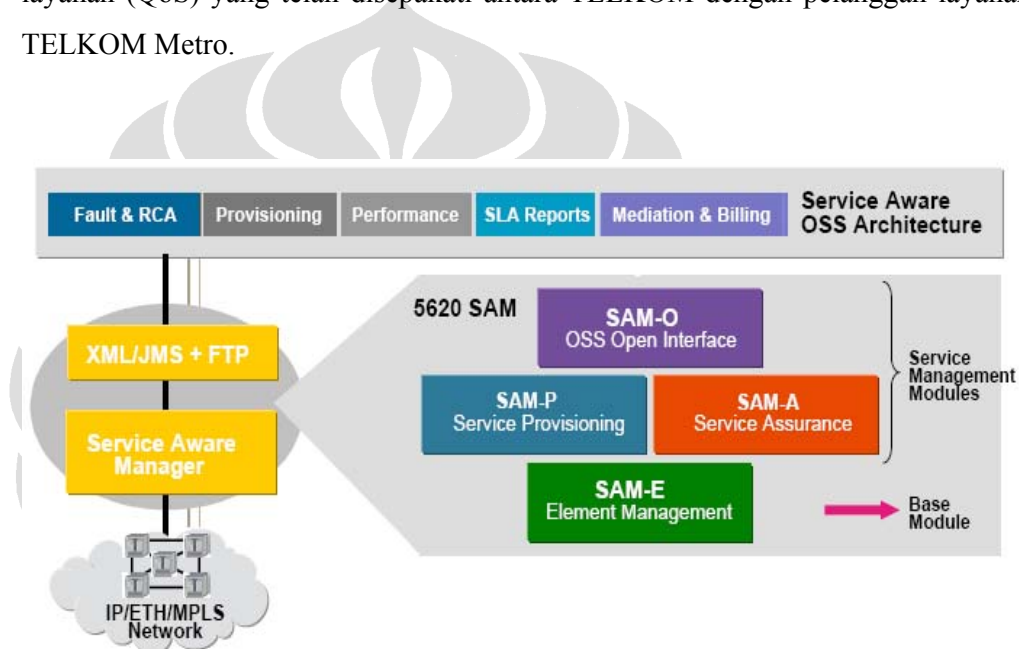 layanan (QoS) yang telah disepakati antara TELKOM dengan pelanggan layanan
TELKOM Metro.
Fault & RCA
Provisioning
Performance
SLA Reports
Mediation & Billing
Service Aware
OSS Architecture
XML/JMS + FTP
Service Aware
Manager
IP/ETH/MPLS
Network
5620 SAM
SAM-O
OSS Open Interface
SAM-P
Service Provisioning
SAM-A
Service Assurance
SAM-E
Element Management
Service
Management
Modules
Base
Module